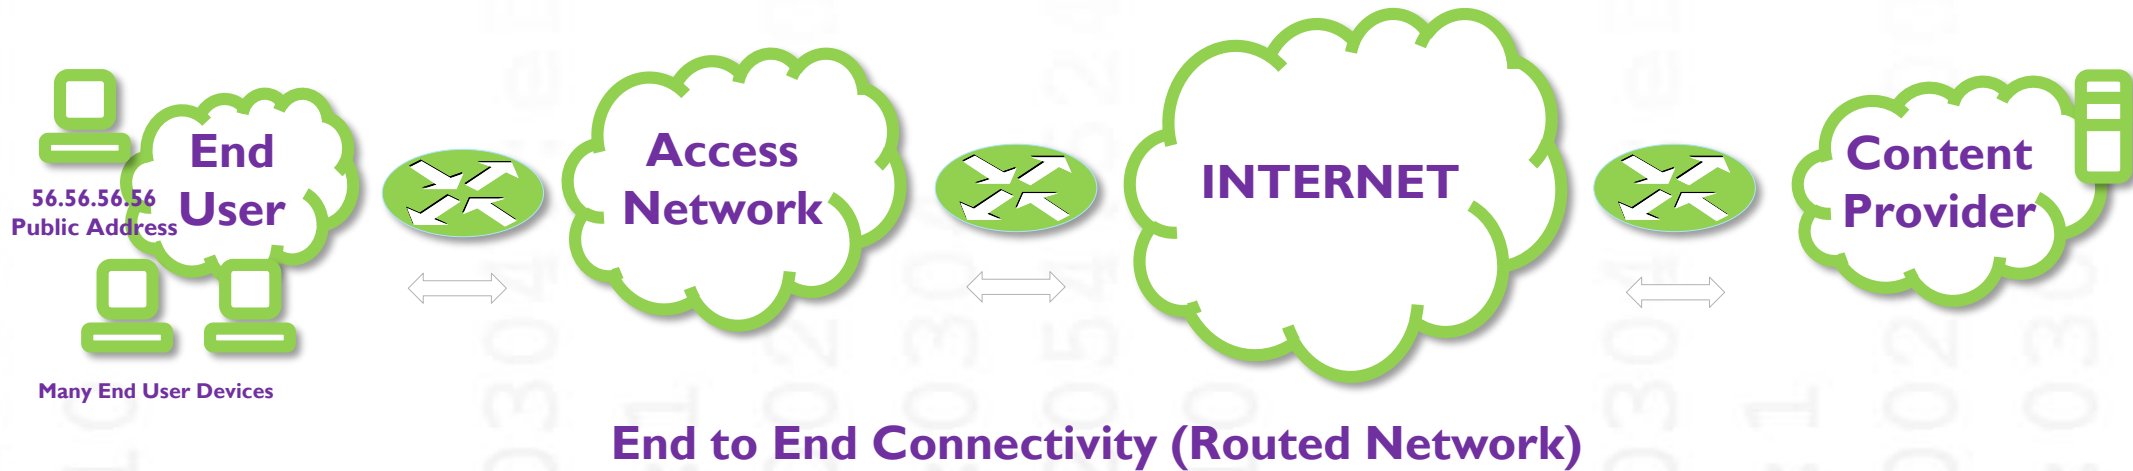 End
User
56.56.56.56
Public Address
Many End User Devices
Access
Network
INTERNET
Content
Provider
End to End Connectivity (Routed Network)